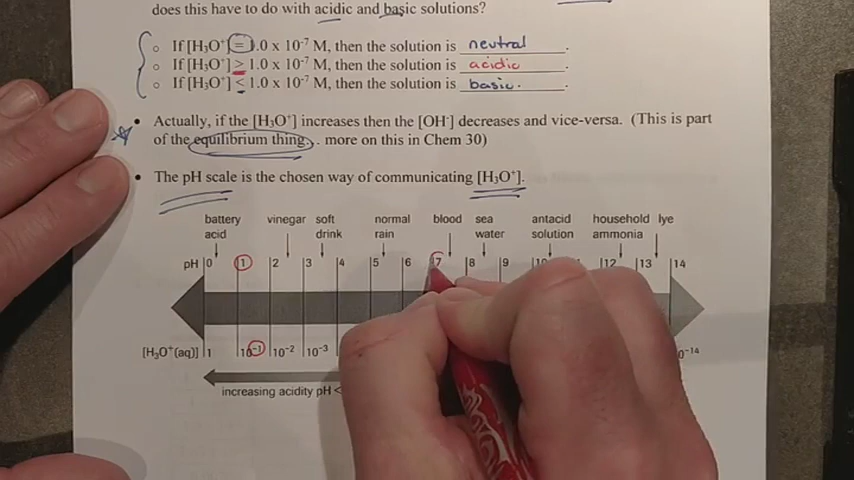 does this have to do with acidic and basic solutions?
○ If [H₃O⁺] = 1.0 x 10⁻⁷ M, then the solution is neutral.
○ If [H₃O⁺] > 1.0 x 10⁻⁷ M, then the solution is acidic.
○ If [H₃O⁺] < 1.0 x 10⁻⁷ M, then the solution is basic.
• Actually, if the [H₃O⁺] increases then the [OH⁻] decreases and vice-versa. (This is part
of the equilibrium thing. . more on this in Chem 30)
• The pH scale is the chosen way of communicating [H₃O⁺].
battery vinegar soft normal blood sea antacid household lye
acid drink rain water solution ammonia
pH 0 1 2 3 4 5 6 7 8 9 10 12 13 14
[H₃O⁺(aq)] 1 10⁻¹ 10⁻² 10⁻³ 0⁻¹⁴
increasing acidity pH <